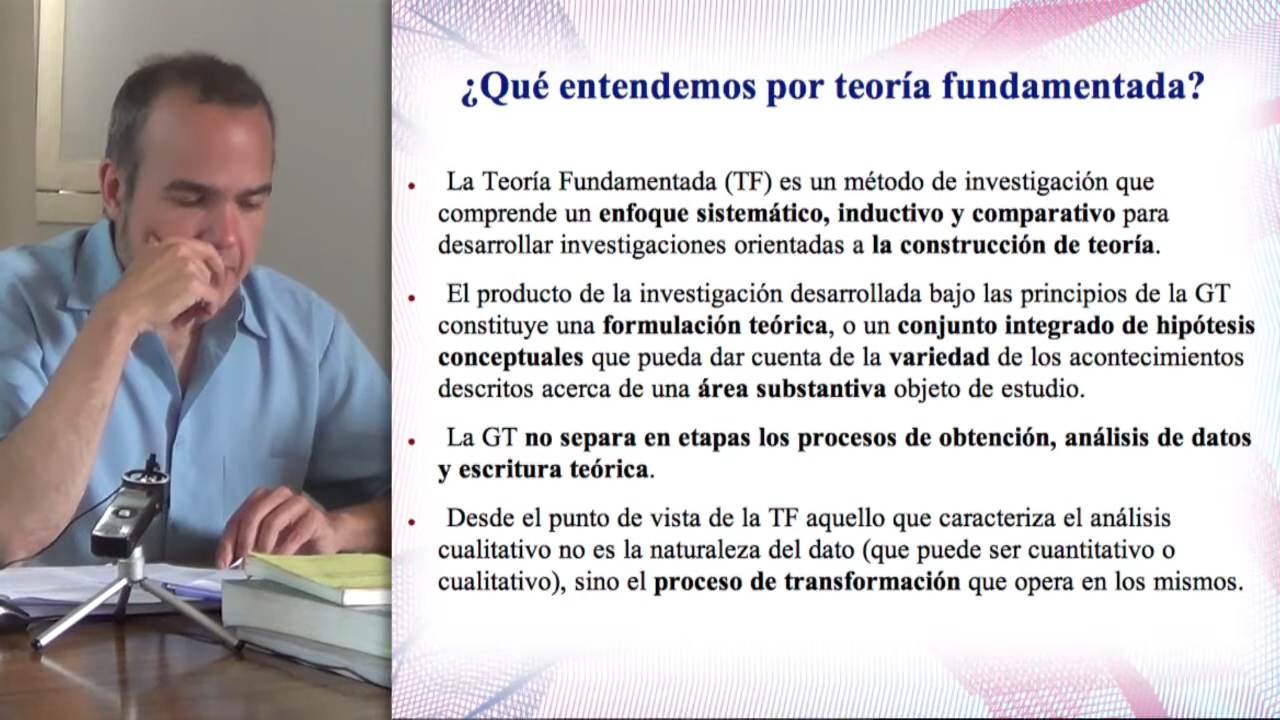 ¿Qué entendemos por teoría fundamentada?
• La Teoría Fundamentada (TF) es un método de investigación que
comprende un enfoque sistemático, inductivo y comparativo para
desarrollar investigaciones orientadas a la construcción de teoría.
• El producto de la investigación desarrollada bajo las principios de la GT
constituye una formulación teórica, o un conjunto integrado de hipótesis
conceptuales que pueda dar cuenta de la variedad de los acontecimientos
descritos acerca de una área substantiva objeto de estudio.
• La GT no separa en etapas los procesos de obtención, análisis de datos
y escritura teórica.
• Desde el punto de vista de la TF aquello que caracteriza el análisis
cualitativo no es la naturaleza del dato (que puede ser cuantitativo o
cualitativo), sino el proceso de transformación que opera en los mismos.